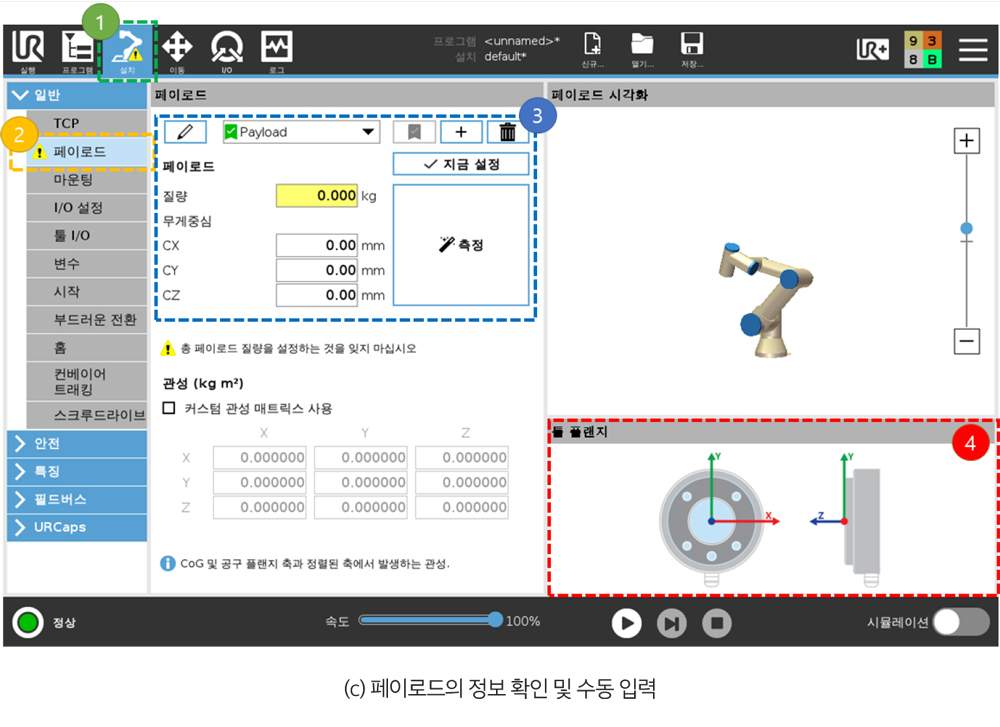 1
UR
실행
프로그램
설치
이동
I/O
로그
프로그램 <unnamed>*
설치 default*
신규...
열기...
저장...
UR+
9 3
8 B
일반
TCP
2
페이로드
마운팅
I/O 설정
툴 I/O
변수
시작
부드러운 전환
홈
컨베이어
트래킹
스크루드라이브
안전
특징
필드버스
URCaps
페이로드
3
Payload
+
페이로드
지금 설정
질량 0.000 kg
무게중심
CX 0.00 mm
측정
CY 0.00 mm
CZ 0.00 mm
총 페이로드 질량을 설정하는 것을 잊지 마십시오
관성 (kg m²)
커스텀 관성 매트릭스 사용
X Y Z
X 0.000000 0.000000 0.000000
Y 0.000000 0.000000 0.000000
Z 0.000000 0.000000 0.000000
CoG 및 공구 플랜지 축과 정렬된 축에서 발생하는 관성.
페이로드 시각화
툴 플랜지
4
Y
X
Y
Z
정상
속도 100%
시뮬레이션
(c) 페이로드의 정보 확인 및 수동 입력